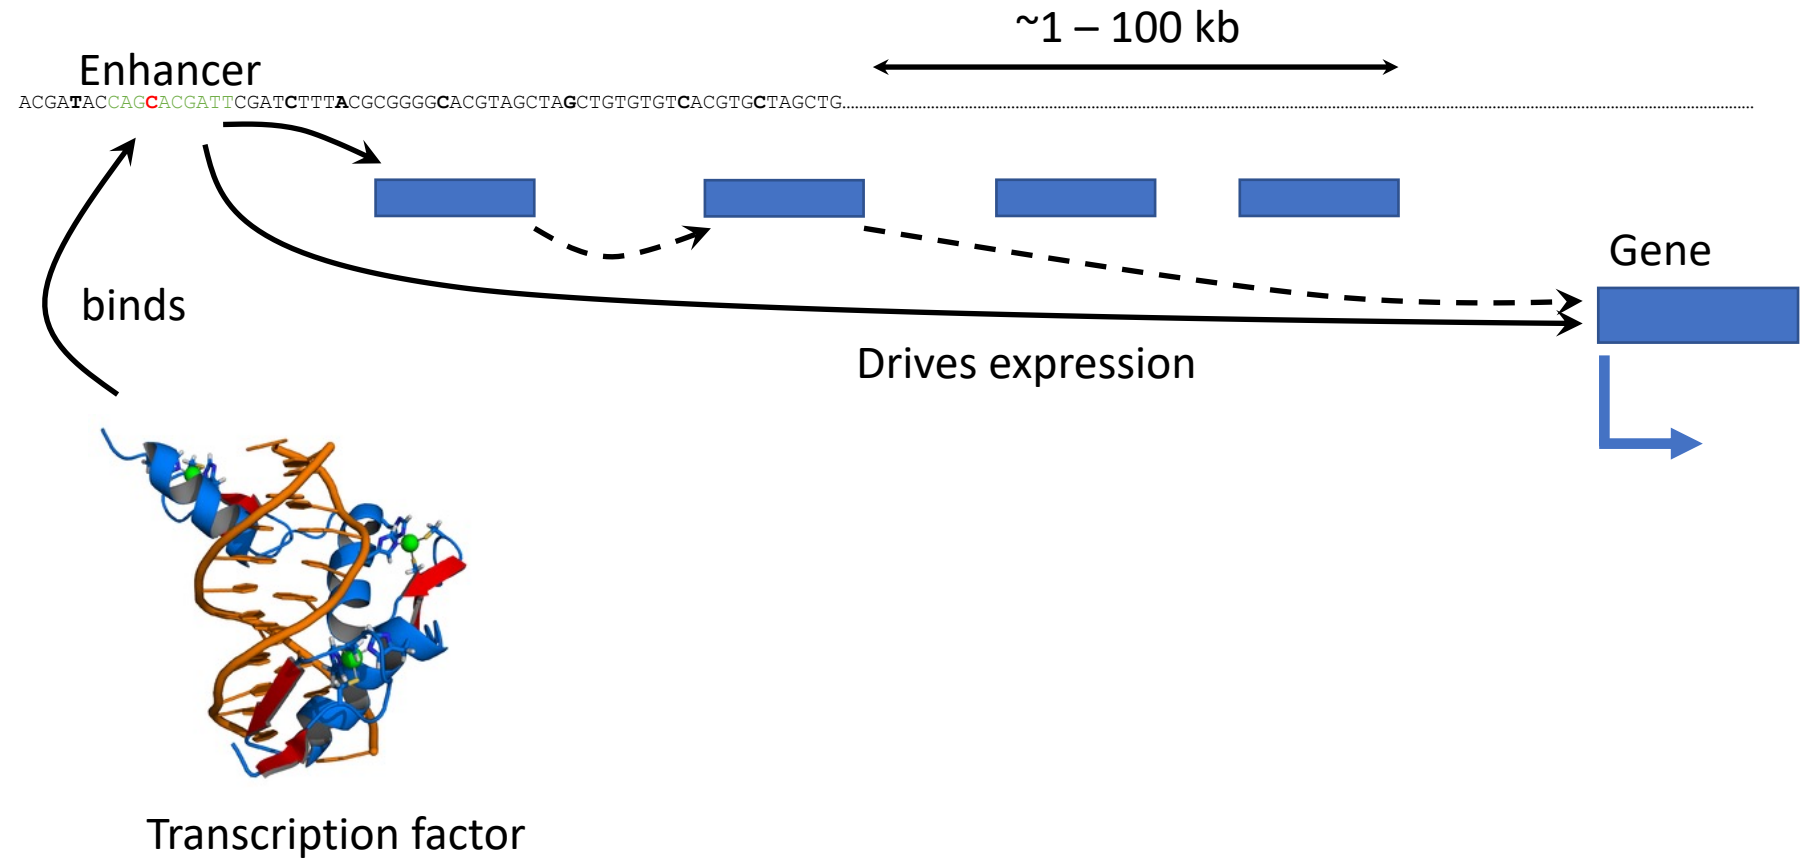 ~1 – 100 kb
Enhancer
ACGATACCAGCACGATTCGATCTTTACGCGGGGCACGTAGCTAGCTGTGTGTCACGTGCTAGCTG........................
binds
Gene
Drives expression
Transcription factor